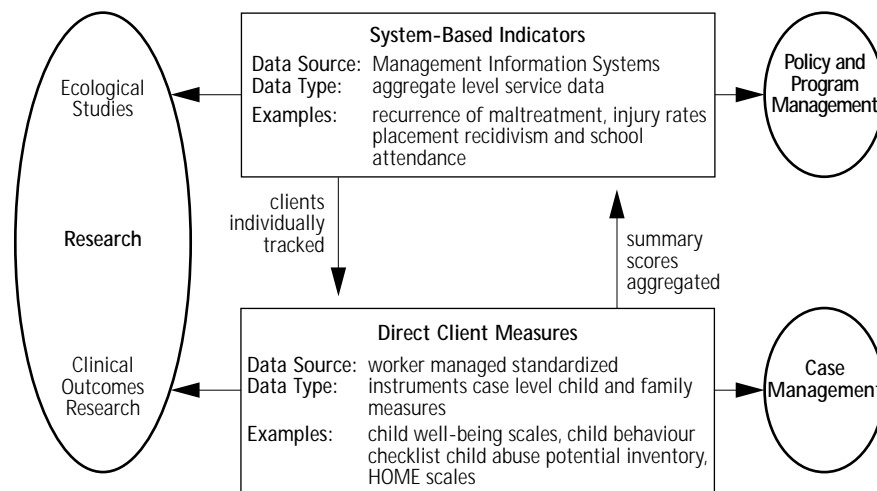 System-Based Indicators
Data Source: Management Information Systems
Data Type: aggregate level service data
Examples: recurrence of maltreatment, injury rates
placement recidivism and school
attendance
Ecological
Studies
Policy and
Program
Management
clients
individually
tracked
Research
summary
scores
aggregated
Direct Client Measures
Data Source: worker managed standardized
Data Type: instruments case level child and family
measures
Examples: child well-being scales, child behaviour
checklist child abuse potential inventory,
HOME scales
Clinical
Outcomes
Research
Case
Management